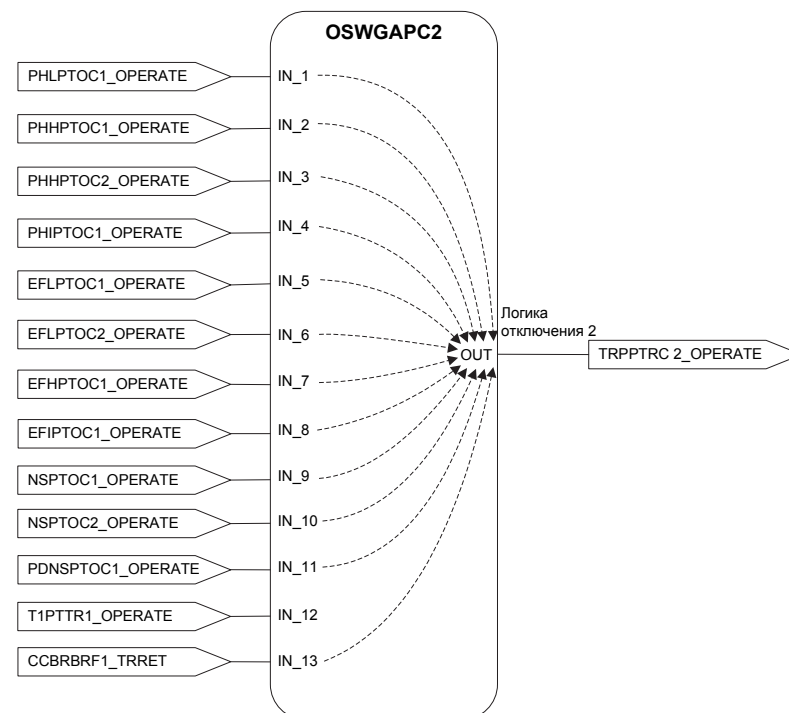 OSWGAPC2
PHLPTOC1_OPERATE IN_1
PHHPTOC1_OPERATE IN_2
PHHPTOC2_OPERATE IN_3
PHIPTOC1_OPERATE IN_4
EFLPTOC1_OPERATE IN_5
Логика
отключения 2
EFLPTOC2_OPERATE IN_6
OUT TRPPTRC 2_OPERATE
EFHPTOC1_OPERATE IN_7
EFIPTOC1_OPERATE IN_8
NSPTOC1_OPERATE IN_9
NSPTOC2_OPERATE IN_10
PDNSPTOC1_OPERATE IN_11
T1PTTR1_OPERATE IN_12
CCBRBRF1_TRRET IN_13